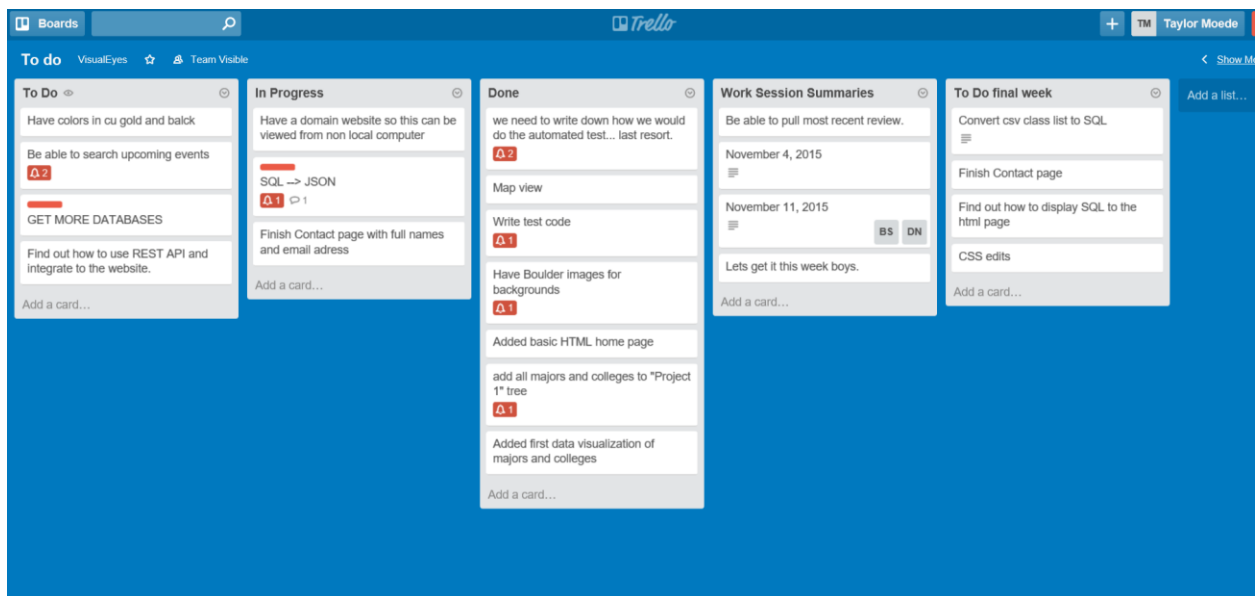 Boards
Trello
+
TM Taylor Moede
To do VisualEyes Team Visible
< Show Me
To Do
Have colors in cu gold and balck
Be able to search upcoming events
2
GET MORE DATABASES
Find out how to use REST API and
integrate to the website.
Add a card...
In Progress
Have a domain website so this can be
viewed from non local computer
SQL --> JSON
1 1
Finish Contact page with full names
and email adress
Add a card...
Done
we need to write down how we would
do the automated test... last resort.
2
Map view
Write test code
1
Have Boulder images for
backgrounds
1
Added basic HTML home page
add all majors and colleges to "Project
1" tree
1
Added first data visualization of
majors and colleges
Add a card...
Work Session Summaries
Be able to pull most recent review.
November 4, 2015
November 11, 2015
BS DN
Lets get it this week boys.
Add a card...
To Do final week
Convert csv class list to SQL
Finish Contact page
Find out how to display SQL to the
html page
CSS edits
Add a card...
Add a list...